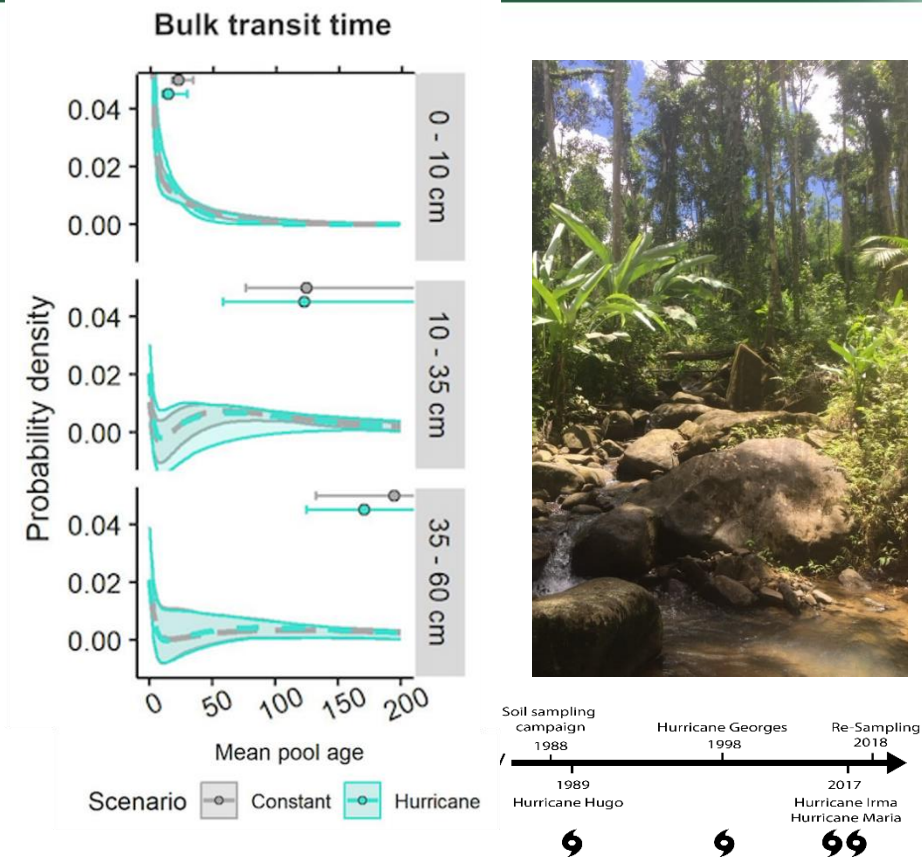 Bulk transit time
Probability density
0.04
0.02
0.00
0 - 10 cm
0.04
0.02
0.00
10 - 35 cm
0.04
0.02
0.00
35 - 60 cm
0
50
100
150
200
Mean pool age
Scenario
Constant
Hurricane
Soil sampling
campaign
1988
Hurricane Georges
1998
Re-Sampling
2018
1989
Hurricane Hugo
2017
Hurricane Irma
Hurricane Maria